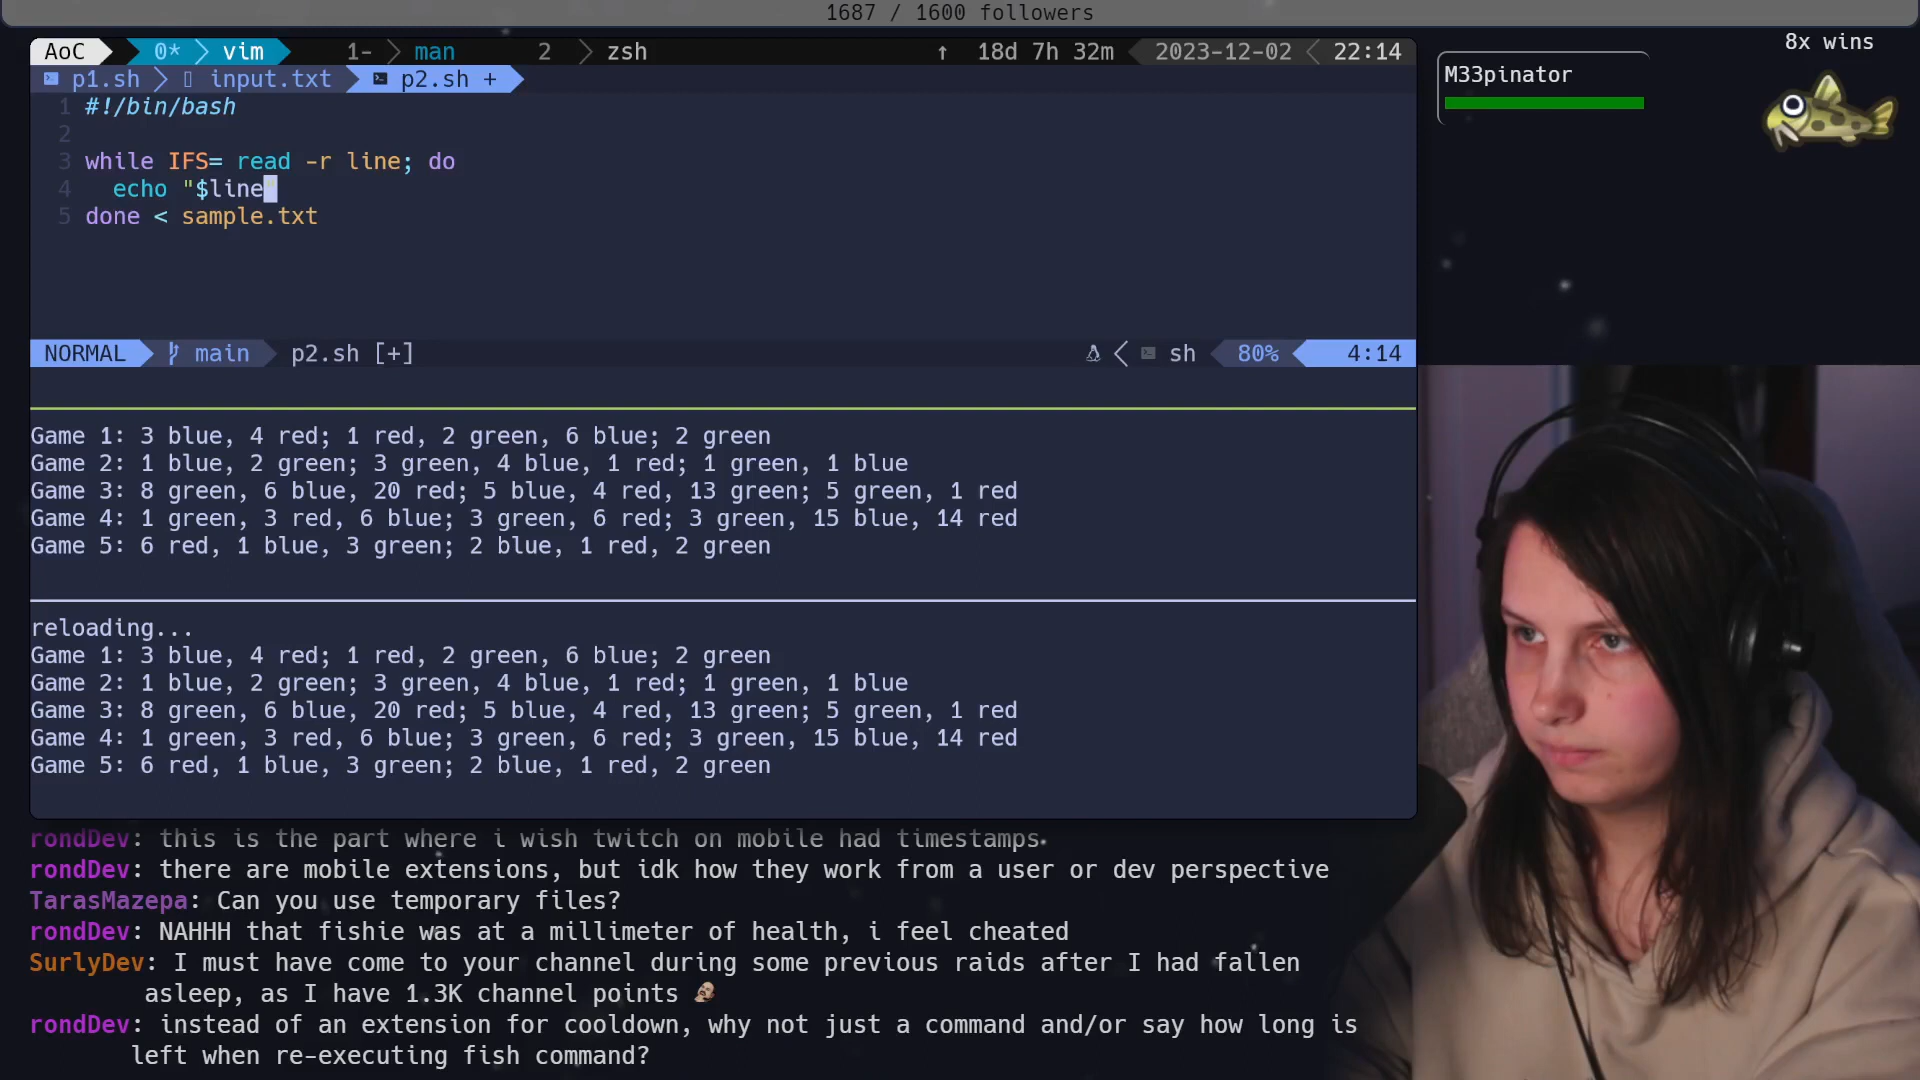 1687 / 1600 followers
AoC 0* vim 1- man 2 zsh ↑ 18d 7h 32m 2023-12-02 22:14
8x wins
p1.sh input.txt p2.sh +
M33pinator
1 #!/bin/bash
2
3 while IFS= read -r line; do
4 echo "$line"
5 done < sample.txt
NORMAL main p2.sh [+] sh 80% 4:14
Game 1: 3 blue, 4 red; 1 red, 2 green, 6 blue; 2 green
Game 2: 1 blue, 2 green; 3 green, 4 blue, 1 red; 1 green, 1 blue
Game 3: 8 green, 6 blue, 20 red; 5 blue, 4 red, 13 green; 5 green, 1 red
Game 4: 1 green, 3 red, 6 blue; 3 green, 6 red; 3 green, 15 blue, 14 red
Game 5: 6 red, 1 blue, 3 green; 2 blue, 1 red, 2 green
reloading...
Game 1: 3 blue, 4 red; 1 red, 2 green, 6 blue; 2 green
Game 2: 1 blue, 2 green; 3 green, 4 blue, 1 red; 1 green, 1 blue
Game 3: 8 green, 6 blue, 20 red; 5 blue, 4 red, 13 green; 5 green, 1 red
Game 4: 1 green, 3 red, 6 blue; 3 green, 6 red; 3 green, 15 blue, 14 red
Game 5: 6 red, 1 blue, 3 green; 2 blue, 1 red, 2 green
rondDev: this is the part where i wish twitch on mobile had timestamps
rondDev: there are mobile extensions, but idk how they work from a user or dev perspective
TarasMazepa: Can you use temporary files?
rondDev: NAHHH that fishie was at a millimeter of health, i feel cheated
SurlyDev: I must have come to your channel during some previous raids after I had fallen
asleep, as I have 1.3K channel points
rondDev: instead of an extension for cooldown, why not just a command and/or say how long is
left when re-executing fish command?